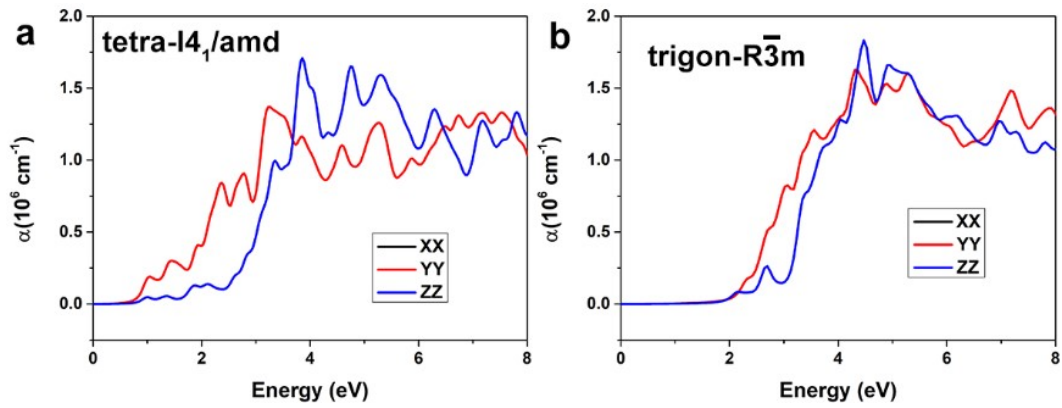 a
tetra-I4₁/amd
2.0
1.5
1.0
0.5
0.0
α(10⁶ cm⁻¹)
XX
YY
ZZ
0 2 4 6 8
Energy (eV)
b
trigon-R3̅m
2.0
1.5
1.0
0.5
0.0
α(10⁶ cm⁻¹)
XX
YY
ZZ
0 2 4 6 8
Energy (eV)